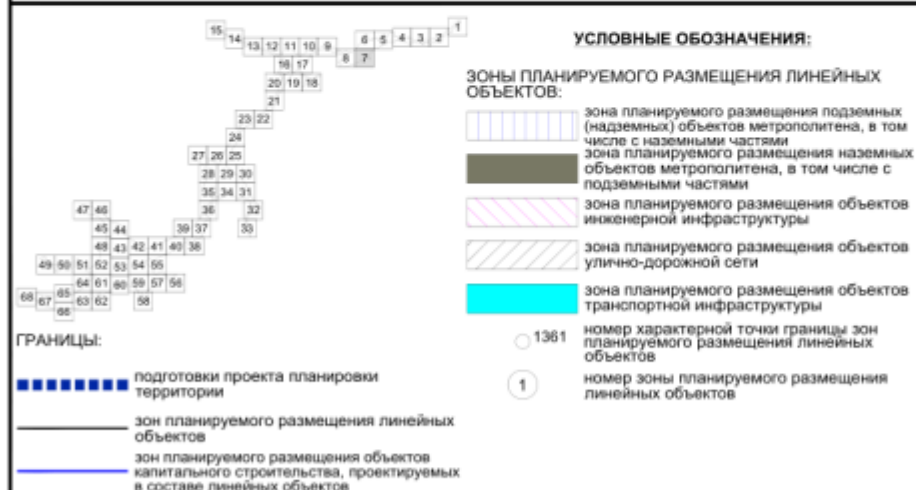 15 14 13 12 11 10 9 8 7 6 5 4 3 2 1
16 17
20 19 18
21
23 22
24
27 26 25
28 29 30
35 34 31
47 46 36 32
45 44 39 37 33
48 43 42 41 40 38
49 50 51 52 53 54 55
64 61 60 59 57 56
68 67 65 63 62 58
66
ГРАНИЦЫ:
подготовки проекта планировки
территории
зон планируемого размещения линейных
объектов
зон планируемого размещения объектов
капитального строительства, проектируемых
в составе линейных объектов
УСЛОВНЫЕ ОБОЗНАЧЕНИЯ:
ЗОНЫ ПЛАНИРУЕМОГО РАЗМЕЩЕНИЯ ЛИНЕЙНЫХ
ОБЪЕКТОВ:
зона планируемого размещения подземных
(надземных) объектов метрополитена, в том
числе с наземными частями
зона планируемого размещения наземных
объектов метрополитена, в том числе с
подземными частями
зона планируемого размещения объектов
инженерной инфраструктуры
зона планируемого размещения объектов
улично-дорожной сети
зона планируемого размещения объектов
транспортной инфраструктуры
1361 номер характерной точки границы зон
планируемого размещения линейных
объектов
1 номер зоны планируемого размещения
линейных объектов